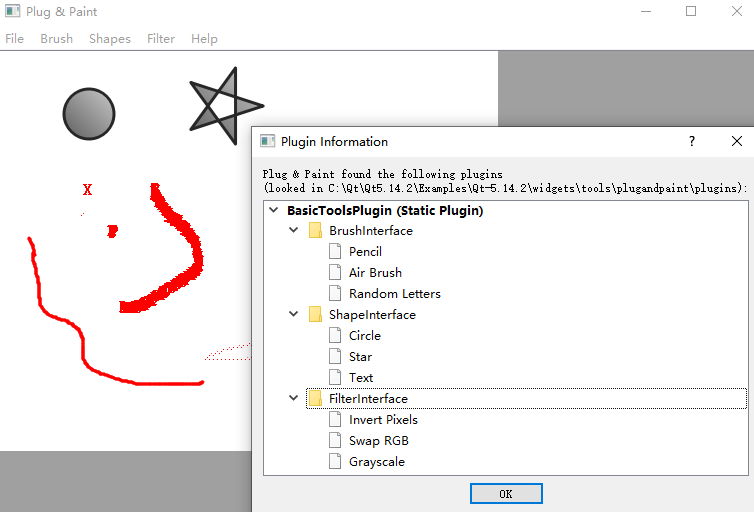 Plug & Paint
File Brush Shapes Filter Help
Plugin Information
?
Plug & Paint found the following plugins
(looked in C:\Qt\Qt5.14.2\Examples\Qt-5.14.2\widgets\tools\plugandpaint\plugins):
BasicToolsPlugin (Static Plugin)
BrushInterface
Pencil
Air Brush
Random Letters
ShapeInterface
Circle
Star
Text
FilterInterface
Invert Pixels
Swap RGB
Grayscale
OK
X
P